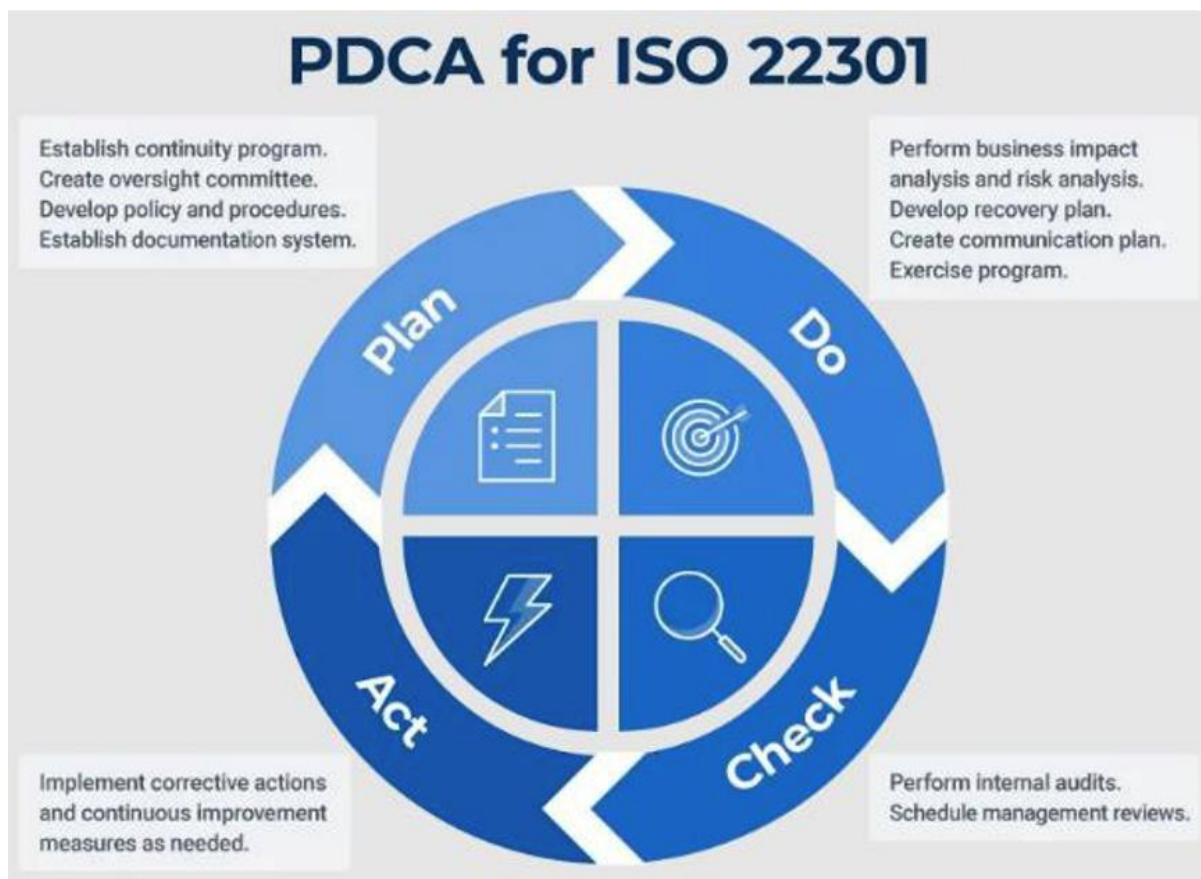 PDCA for ISO 22301
Establish continuity program.
Create oversight committee.
Develop policy and procedures.
Establish documentation system.
Perform business impact
analysis and risk analysis.
Develop recovery plan.
Create communication plan.
Exercise program.
Plan
Do
Act
Check
Implement corrective actions
and continuous improvement
measures as needed.
Perform internal audits.
Schedule management reviews.